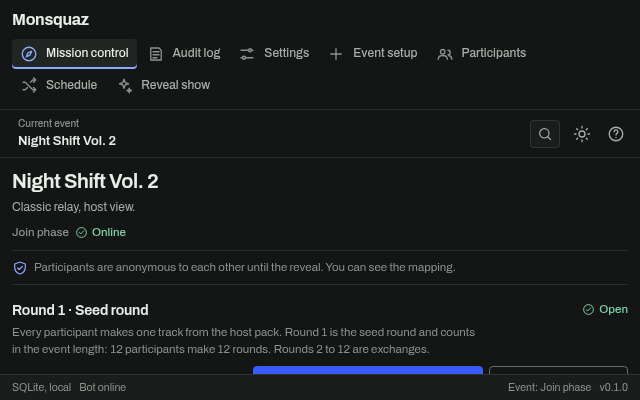 Monsquaz
Mission control
Audit log
Settings
Event setup
Participants
Schedule
Reveal show
Current event
Night Shift Vol. 2
Night Shift Vol. 2
Classic relay, host view.
Join phase Online
Participants are anonymous to each other until the reveal. You can see the mapping.
Round 1 · Seed round
Open
Every participant makes one track from the host pack. Round 1 is the seed round and counts
in the event length: 12 participants make 12 rounds. Rounds 2 to 12 are exchanges.
SQLite, local Bot online
Event: Join phase v0.1.0